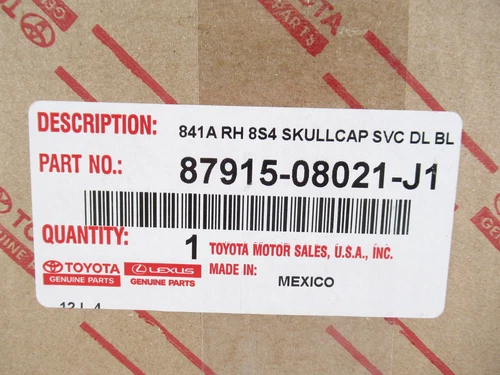 DESCRIPTION: 841A RH 8S4 SKULLCAP SVC DL BL
PART NO.: 87915-08021-J1
QUANTITY: 1 TOYOTA MOTOR SALES, U.S.A., INC.
TOYOTA GENUINE PARTS LEXUS GENUINE PARTS MADE IN: MEXICO